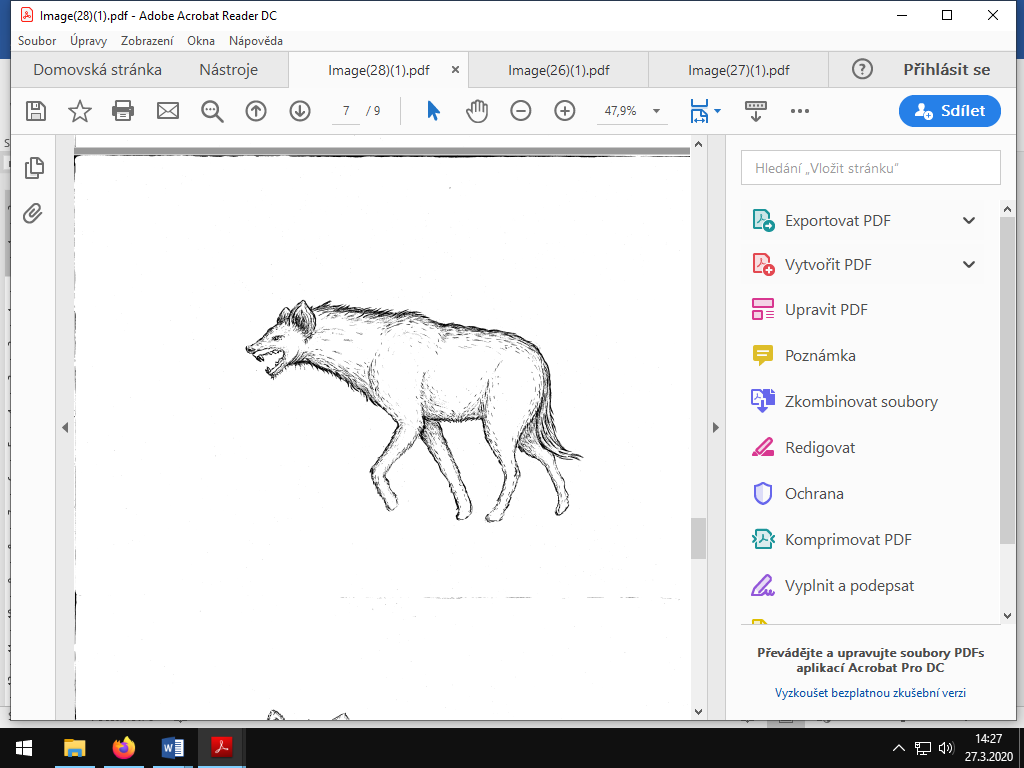 Image(28)(1).pdf - Adobe Acrobat Reader DC
Soubor Úpravy Zobrazení Okna Nápověda
Domovská stránka Nástroje Image(28)(1).pdf × Image(26)(1).pdf Image(27)(1).pdf ? Přihlásit se
7 / 9 47,9% Sdílet
Hledání „Vložit stránku“
Exportovat PDF
Vytvořit PDF
Upravit PDF
Poznámka
Zkombinovat soubory
Redigovat
Ochrana
Komprimovat PDF
Vyplnit a podepsat
Převádějte a upravujte soubory PDFs
aplikací Acrobat Pro DC
Vyzkoušet bezplatnou zkušební verzi
14:27
27.3.2020